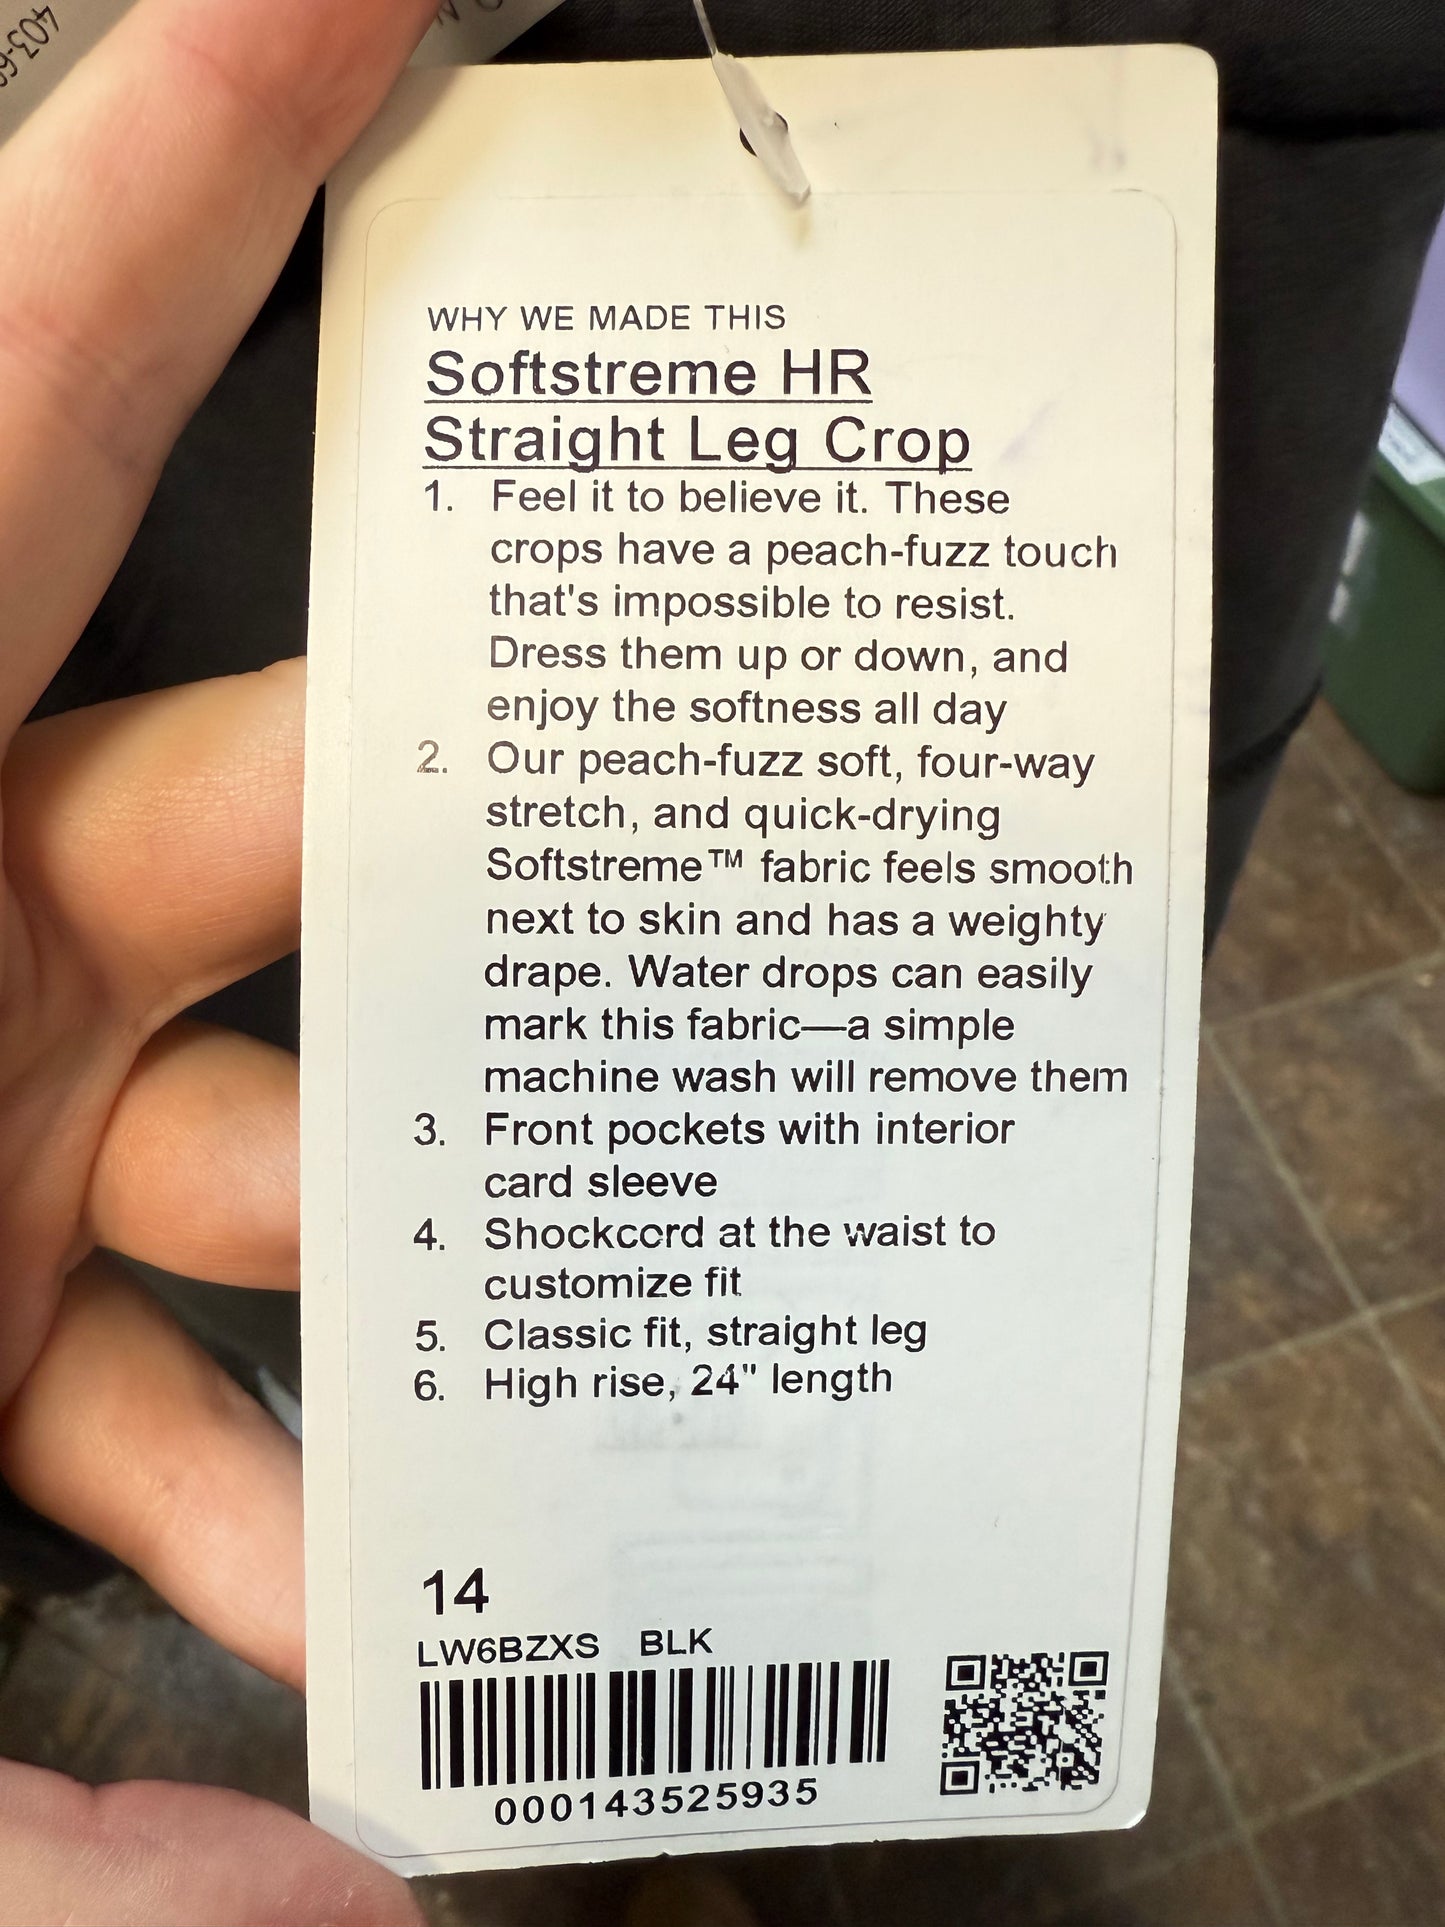 403-69
WHY WE MADE THIS
Softstreme HR
Straight Leg Crop
1. Feel it to believe it. These
crops have a peach-fuzz touch
that's impossible to resist.
Dress them up or down, and
enjoy the softness all day
2. Our peach-fuzz soft, four-way
stretch, and quick-drying
Softstreme™ fabric feels smooth
next to skin and has a weighty
drape. Water drops can easily
mark this fabric—a simple
machine wash will remove them
3. Front pockets with interior
card sleeve
4. Shockcord at the waist to
customize fit
5. Classic fit, straight leg
6. High rise, 24" length
14
LW6BZXS BLK
000143525935